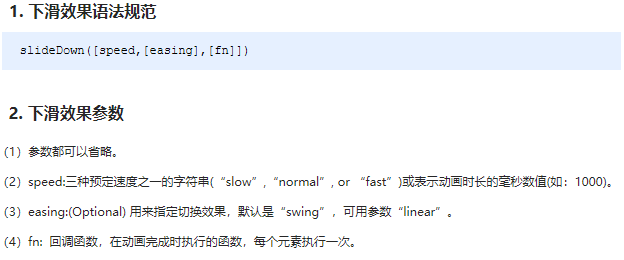 1. 下滑效果语法规范
slideDown([speed,[easing],[fn]])
2. 下滑效果参数
（1）参数都可以省略。
（2）speed:三种预定速度之一的字符串(“slow”,“normal”, or “fast”)或表示动画时长的毫秒数值(如：1000)。
（3）easing:(Optional) 用来指定切换效果，默认是“swing”，可用参数“linear”。
（4）fn: 回调函数，在动画完成时执行的函数，每个元素执行一次。